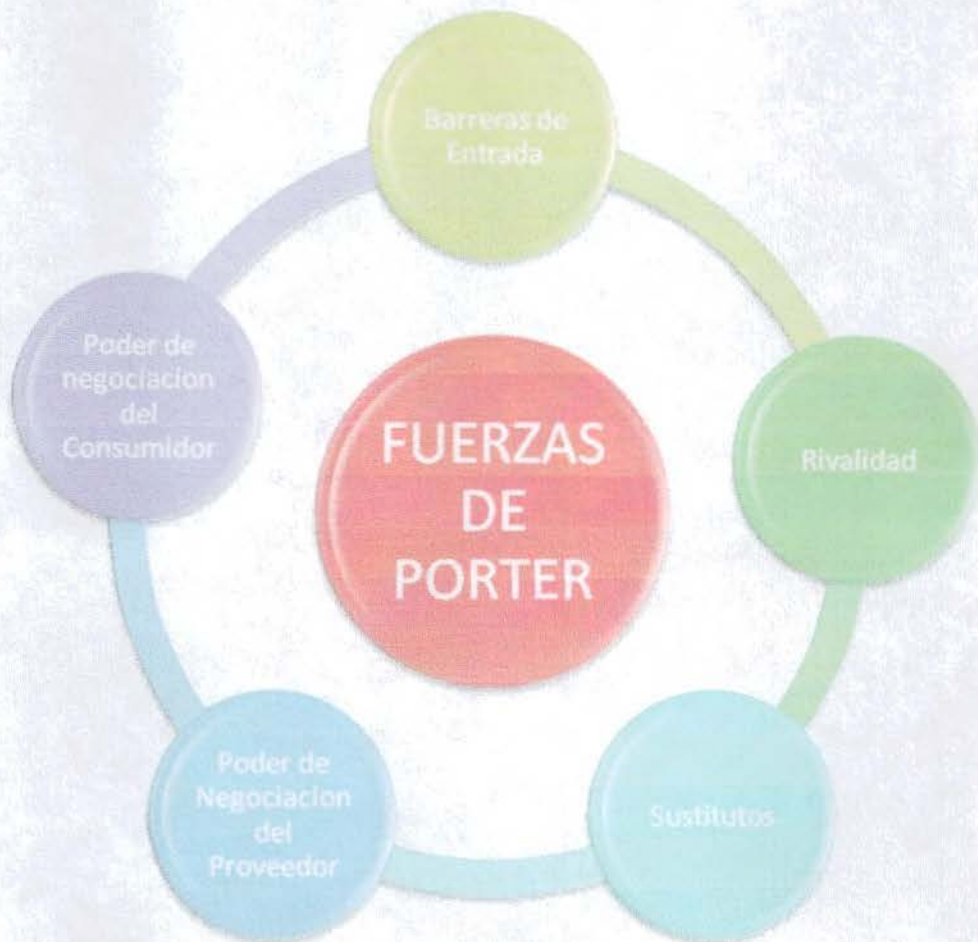 Barreras de
Entrada
Poder de
negociacion
del
Consumidor
FUERZAS
DE
PORTER
Rivalidad
Poder de
Negociacion
del
Proveedor
Sustitutos